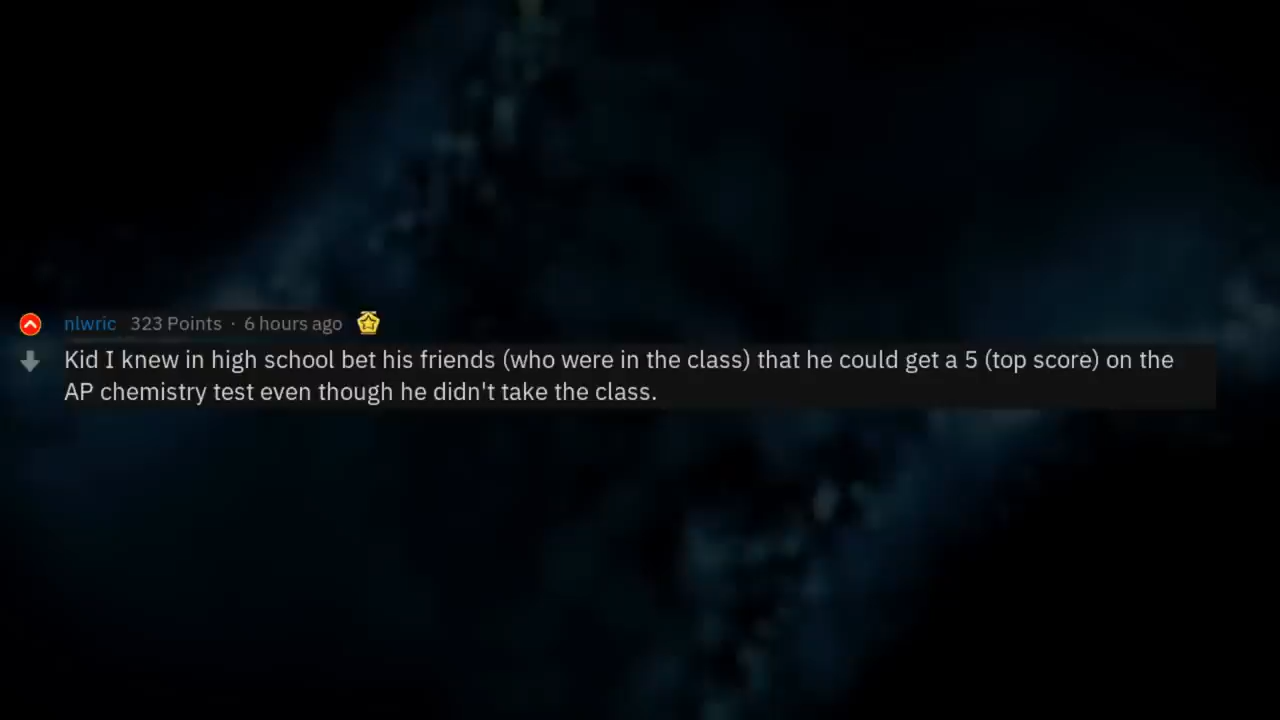 nlwric 323 Points · 6 hours ago
Kid I knew in high school bet his friends (who were in the class) that he could get a 5 (top score) on the
AP chemistry test even though he didn't take the class.